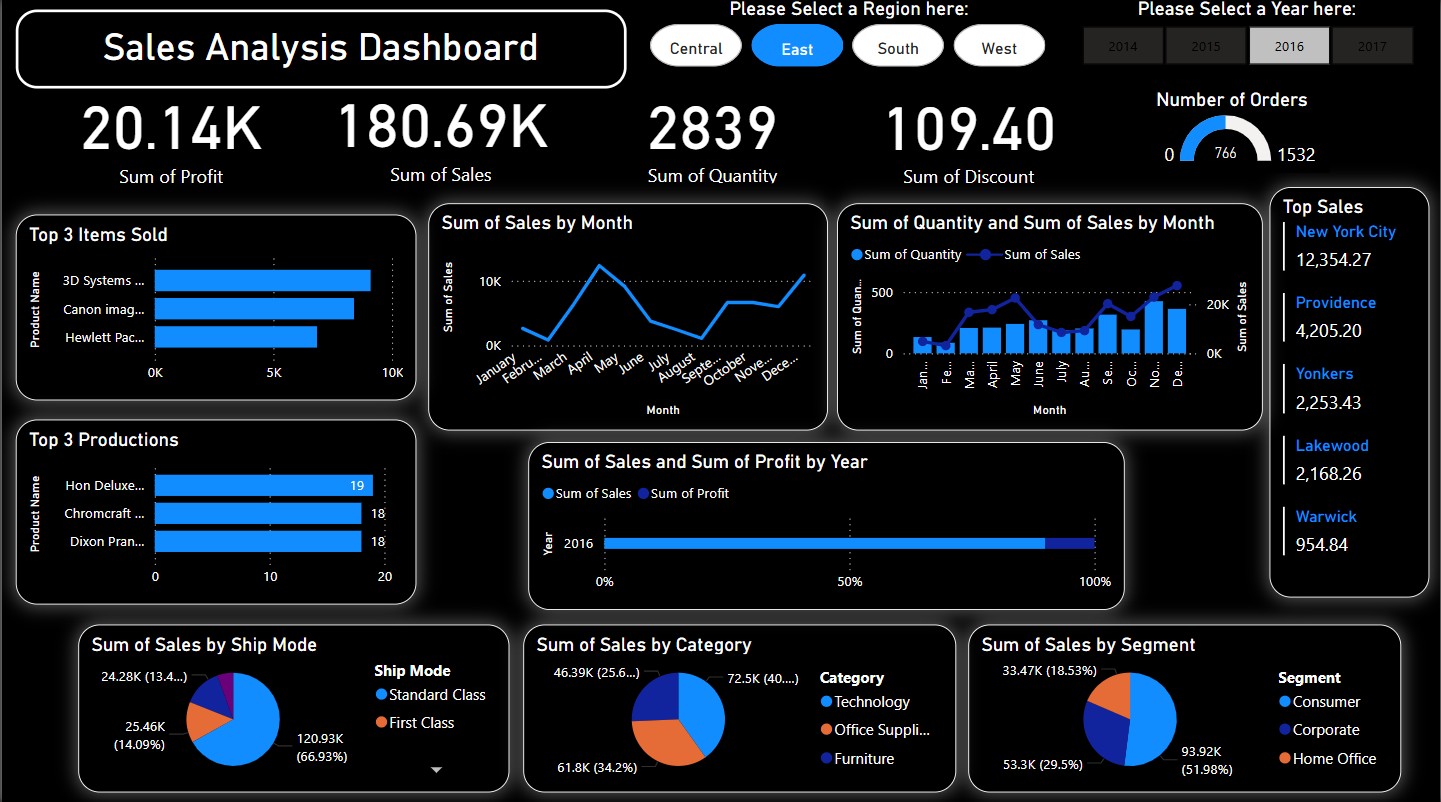 Sales Analysis Dashboard
Please Select a Region here:
Central
East
South
West
Please Select a Year here:
2014
2015
2016
2017
20.14K
Sum of Profit
180.69K
Sum of Sales
2839
Sum of Quantity
109.40
Sum of Discount
Number of Orders
0
766
1532
Top 3 Items Sold
Product Name
3D Systems ...
Canon imag...
Hewlett Pac...
0K
5K
10K
Sum of Sales by Month
Sum of Sales
10K
0K
January
Febru...
March
April
May
June
July
August
Septe...
October
Nove...
Dece...
Month
Sum of Quantity and Sum of Sales by Month
Sum of Quantity
Sum of Sales
Sum of Quan...
500
0
Sum of Sales
20K
0K
Jan...
Fe...
Ma...
April
May
June
July
Au...
Se...
Oc...
No...
De...
Month
Top Sales
New York City
12,354.27
Providence
4,205.20
Yonkers
2,253.43
Lakewood
2,168.26
Warwick
954.84
Top 3 Productions
Product Name
Hon Deluxe...
19
Chromcraft ...
18
Dixon Pran...
18
0
10
20
Sum of Sales and Sum of Profit by Year
Sum of Sales
Sum of Profit
Year
2016
0%
50%
100%
Sum of Sales by Ship Mode
24.28K (13.4...)
25.46K
(14.09%)
120.93K
(66.93%)
Ship Mode
Standard Class
First Class
Sum of Sales by Category
46.39K (25.6...)
72.5K (40....)
61.8K (34.2%)
Category
Technology
Office Suppli...
Furniture
Sum of Sales by Segment
33.47K (18.53%)
53.3K (29.5%)
93.92K
(51.98%)
Segment
Consumer
Corporate
Home Office